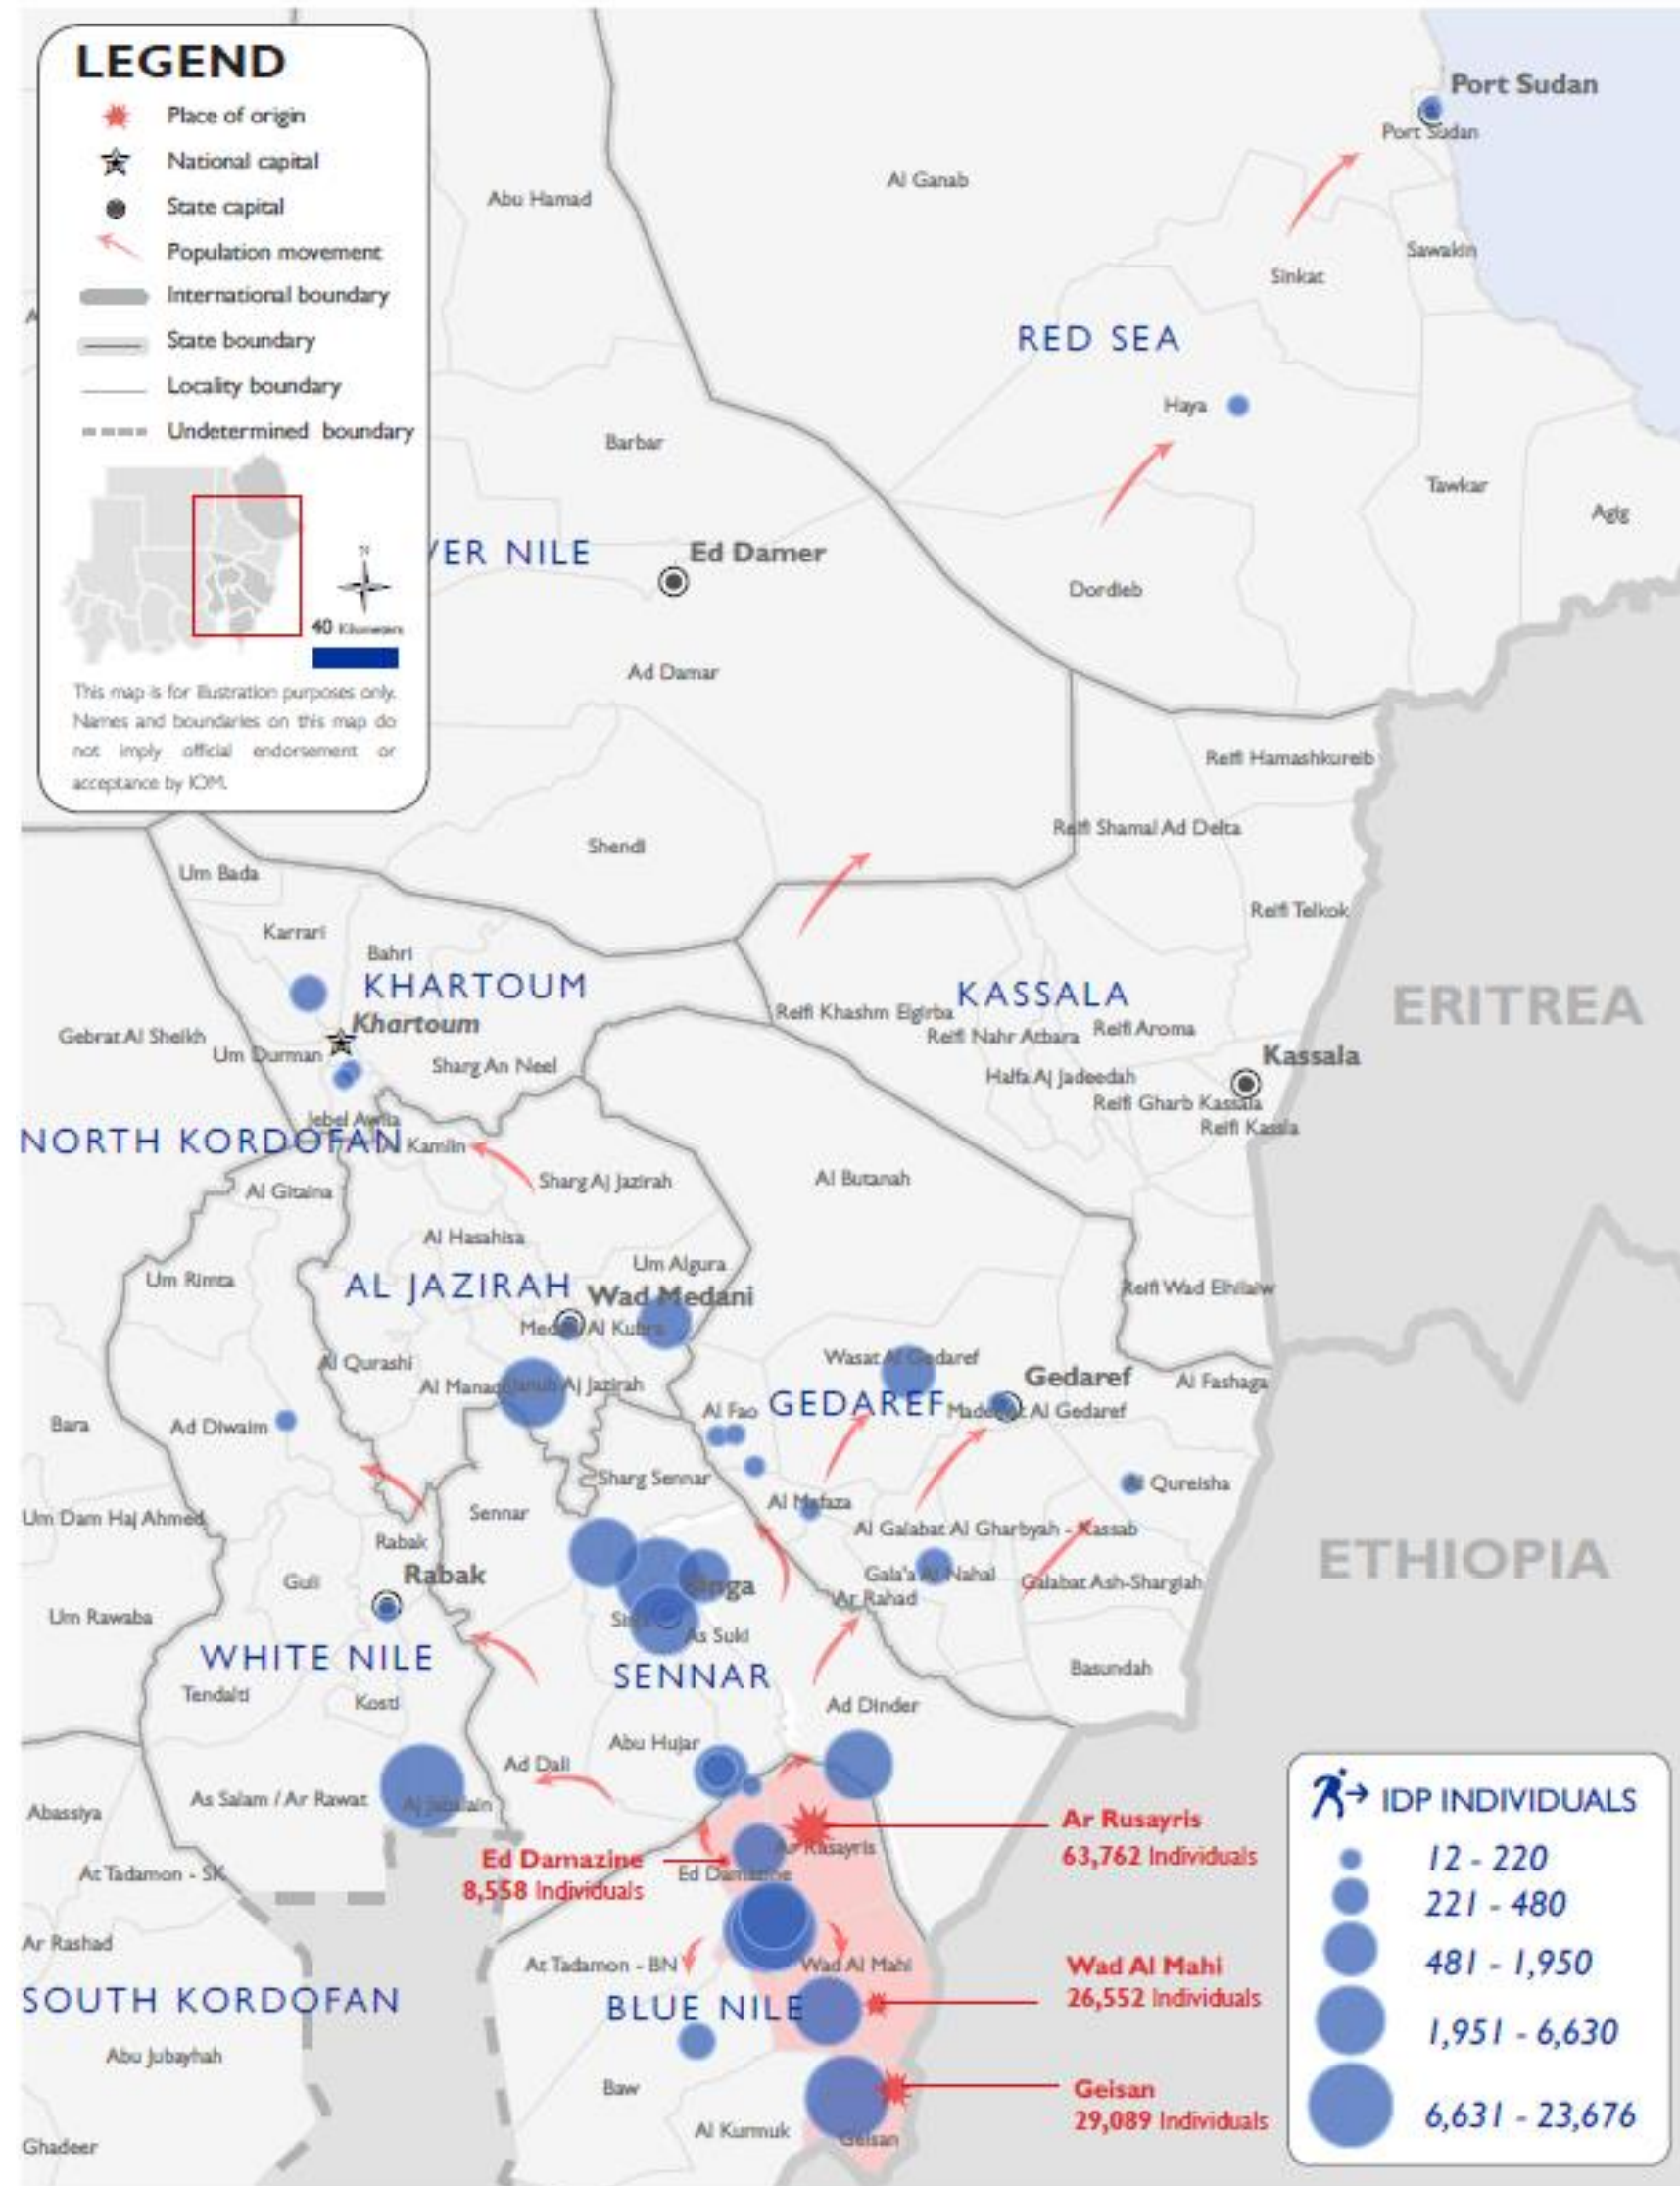 LEGEND
Place of origin
National capital
State capital
Population movement
International boundary
State boundary
Locality boundary
Undetermined boundary
N
40 Kilometers
This map is for illustration purposes only.
Names and boundaries on this map do
not imply official endorsement or
acceptance by IOM.
Port Sudan
Port Sudan
Al Ganab
Abu Hamad
Sawakin
Sinkat
RED SEA
Haya
Barbar
Tawkar
Agig
VER NILE
Ed Damer
Dordieb
Ad Damar
Reifi Hamashkureib
Reifi Shamal Ad Delta
Shendi
Um Bada
Reifi Telkok
Karrari
Bahri
KHARTOUM
KASSALA
ERITREA
Reifi Khashm Elgirba
Khartoum
Reifi Nahr Atbara
Reifi Aroma
Gebrat Al Sheikh
Um Durman
Sharg An Neel
Kassala
Halfa Aj Jadeedah
Reifi Gharb Kassala
Jebel Awlia
Reifi Kassla
NORTH KORDOFAN
Kamlin
Sharg Aj Jazirah
Al Butanah
Al Gitaina
Al Hasahisa
Um Algura
Um Rimta
AL JAZIRAH
Wad Medani
Reifi Wad Elhilaiw
Medani Al Kubra
Al Qurashi
Wasat Al Gedaref
Gedaref
Al Fashaga
Al Manag
Janub Aj Jazirah
Al Fao
GEDAREF
Madeinat Al Gedaref
Bara
Ad Diwaim
Sharg Sennar
Al Qureisha
Al Mafaza
Um Dam Haj Ahmed
Sennar
Al Galabat Al Gharbyah - Kassab
Rabak
ETHIOPIA
Guli
Rabak
Singa
Gala'a Al Nahal
Galabat Ash-Shargiah
Ar Rahad
Um Rawaba
As Suki
WHITE NILE
SENNAR
Basundah
Tendalti
Kosti
Ad Dinder
Abu Hujar
Ad Dali
As Salam / Ar Rawat
Aj Jabalain
Abassiya
Ar Rusayris
63,762 Individuals
Ar Rusayris
Ed Damazine
8,558 Individuals
Ed Damazine
At Tadamon - SK
Ar Rashad
At Tadamon - BN
Wad Al Mahi
Wad Al Mahi
26,552 Individuals
SOUTH KORDOFAN
BLUE NILE
Abu Jubayhah
Baw
Geisan
29,089 Individuals
Al Kurmuk
Geisan
Ghadeer
IDP INDIVIDUALS
12 - 220
221 - 480
481 - 1,950
1,951 - 6,630
6,631 - 23,676